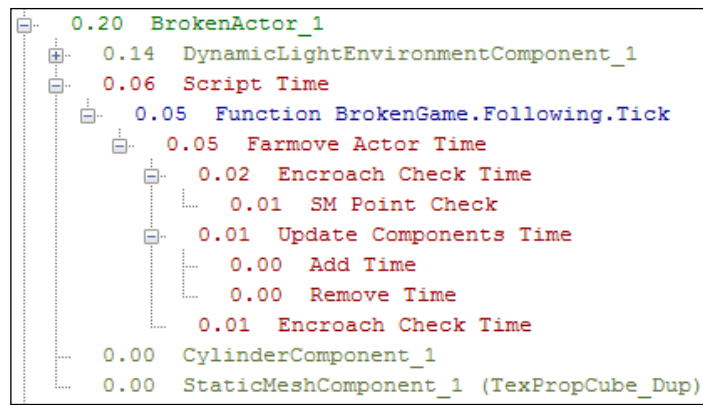 0.20 BrokenActor_1
0.14 DynamicLightEnvironmentComponent_1
0.06 Script Time
0.05 Function BrokenGame.Following.Tick
0.05 Farmove Actor Time
0.02 Encroach Check Time
0.01 SM Point Check
0.01 Update Components Time
0.00 Add Time
0.00 Remove Time
0.01 Encroach Check Time
0.00 CylinderComponent_1
0.00 StaticMeshComponent_1 (TexPropCube_Dup)